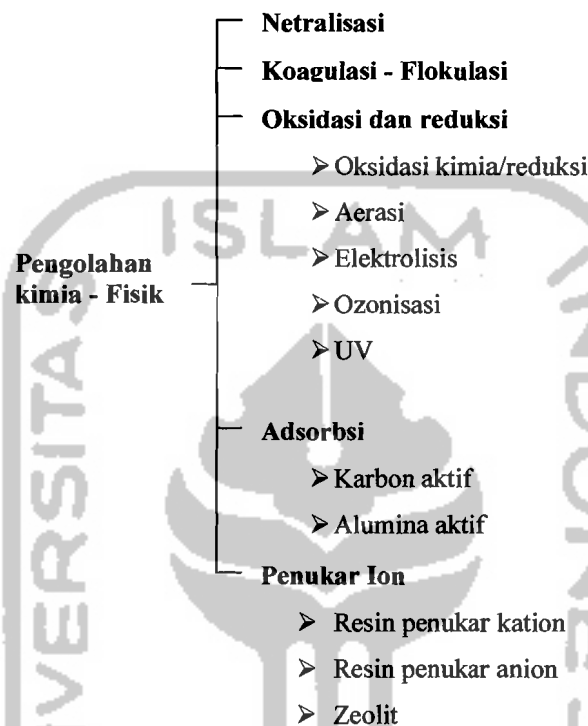 Netralisasi
Koagulasi - Flokulasi
Oksidasi dan reduksi
➢ Oksidasi kimia/reduksi
➢ Aerasi
Pengolahan
kimia - Fisik
➢ Elektrolisis
➢ Ozonisasi
➢ UV
Adsorbsi
➢ Karbon aktif
➢ Alumina aktif
Penukar Ion
➢ Resin penukar kation
➢ Resin penukar anion
➢ Zeolit
ISLAM